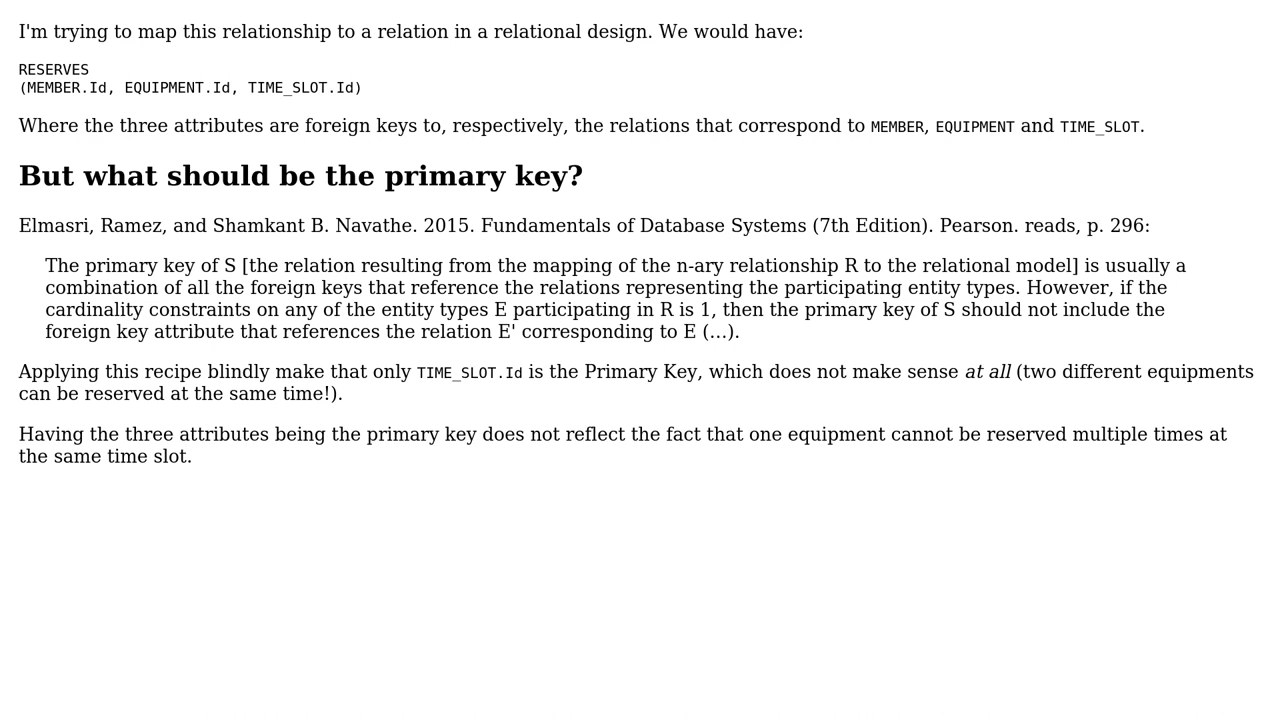 I'm trying to map this relationship to a relation in a relational design. We would have:
RESERVES
(MEMBER.Id, EQUIPMENT.Id, TIME_SLOT.Id)
Where the three attributes are foreign keys to, respectively, the relations that correspond to MEMBER, EQUIPMENT and TIME_SLOT.
But what should be the primary key?
Elmasri, Ramez, and Shamkant B. Navathe. 2015. Fundamentals of Database Systems (7th Edition). Pearson. reads, p. 296:
The primary key of S [the relation resulting from the mapping of the n-ary relationship R to the relational model] is usually a
combination of all the foreign keys that reference the relations representing the participating entity types. However, if the
cardinality constraints on any of the entity types E participating in R is 1, then the primary key of S should not include the
foreign key attribute that references the relation E' corresponding to E (…).
Applying this recipe blindly make that only TIME_SLOT.Id is the Primary Key, which does not make sense at all (two different equipments
can be reserved at the same time!).
Having the three attributes being the primary key does not reflect the fact that one equipment cannot be reserved multiple times at
the same time slot.